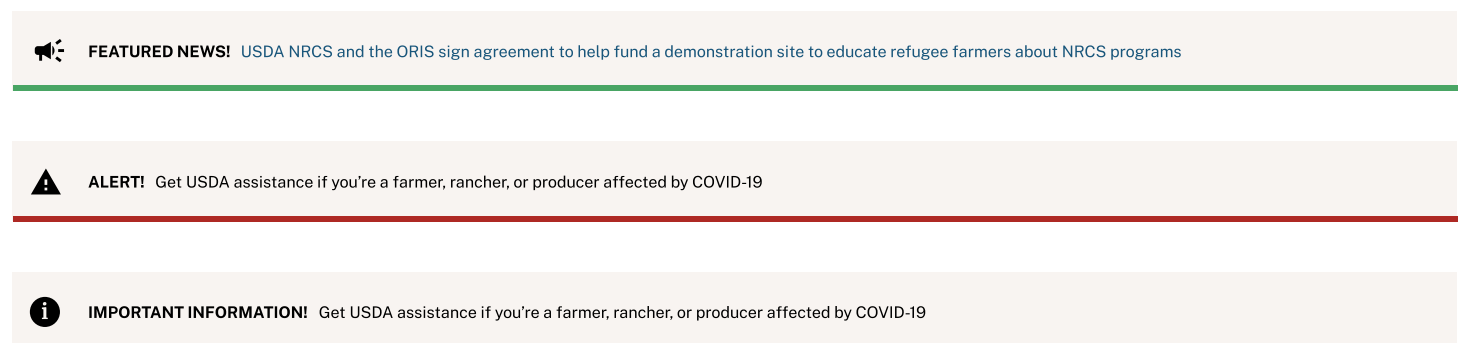 FEATURED NEWS! USDA NRCS and the ORIS sign agreement to help fund a demonstration site to educate refugee farmers about NRCS programs
ALERT! Get USDA assistance if you’re a farmer, rancher, or producer affected by COVID-19
IMPORTANT INFORMATION! Get USDA assistance if you’re a farmer, rancher, or producer affected by COVID-19